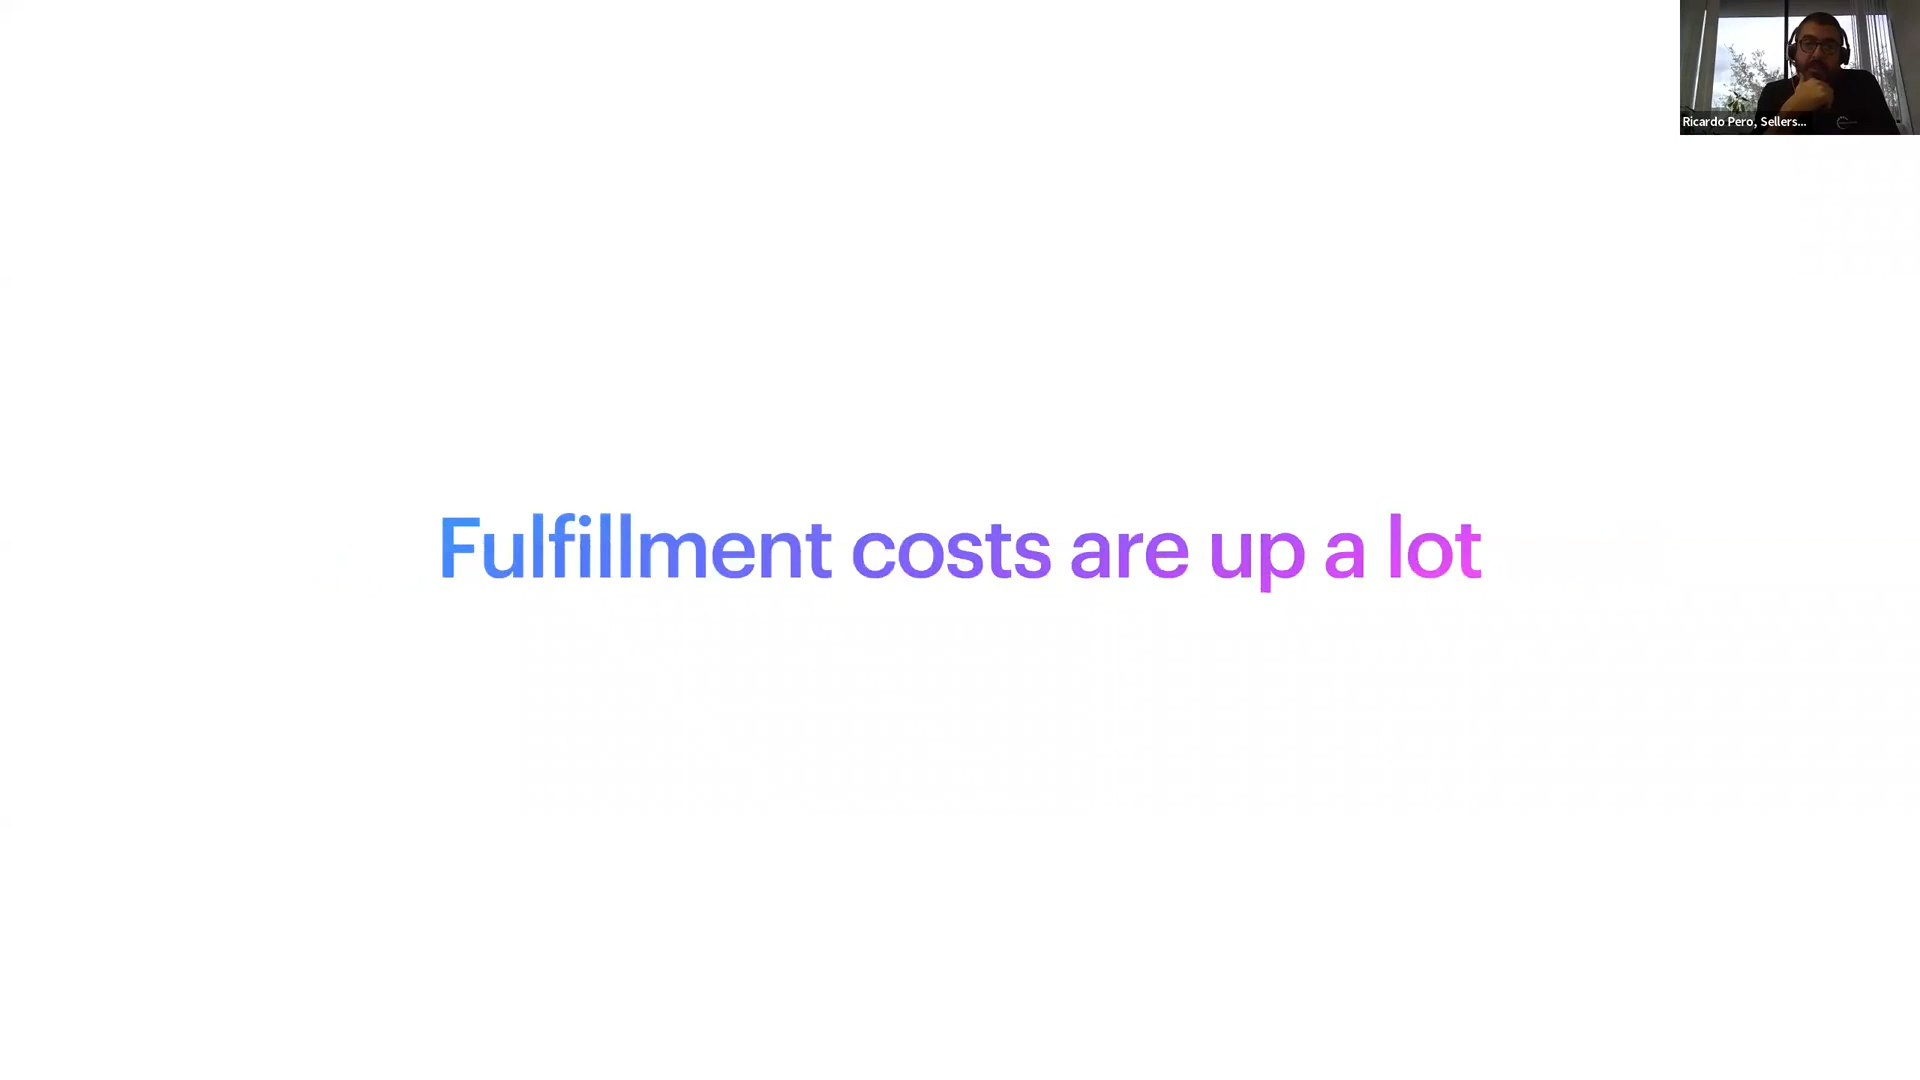 Ricardo Pero, Sellers...
Fulfillment costs are up a lot